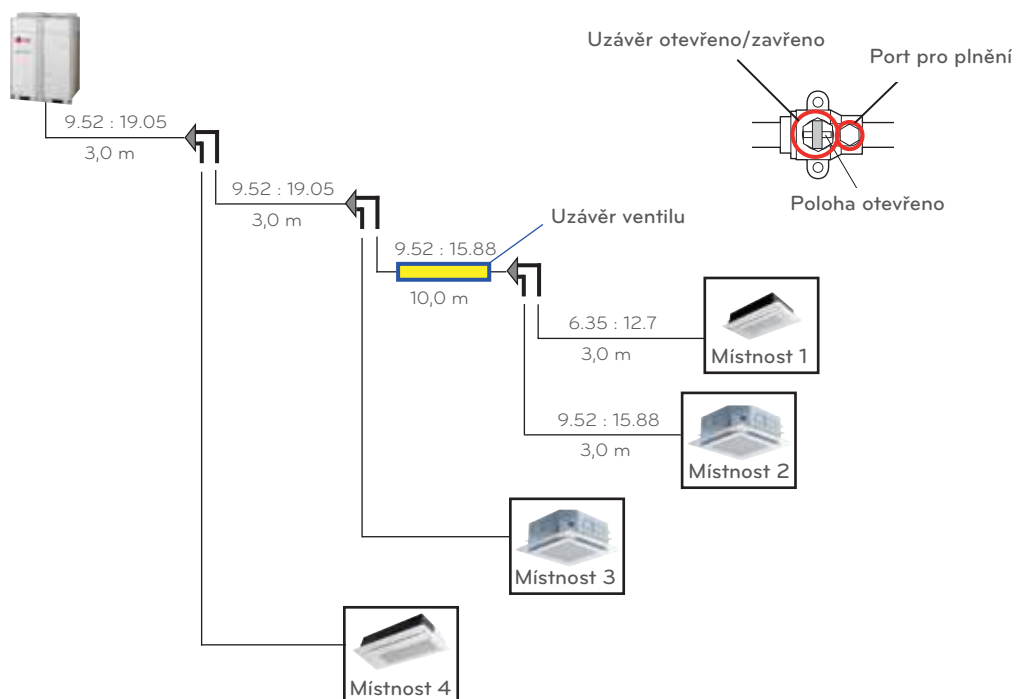 Uzávěr otevřeno/zavřeno
Port pro plnění
Poloha otevřeno
9.52 : 19.05
3,0 m
9.52 : 19.05
3,0 m
Uzávěr ventilu
9.52 : 15.88
10,0 m
6.35 : 12.7
3,0 m
Místnost 1
9.52 : 15.88
3,0 m
Místnost 2
Místnost 3
Místnost 4